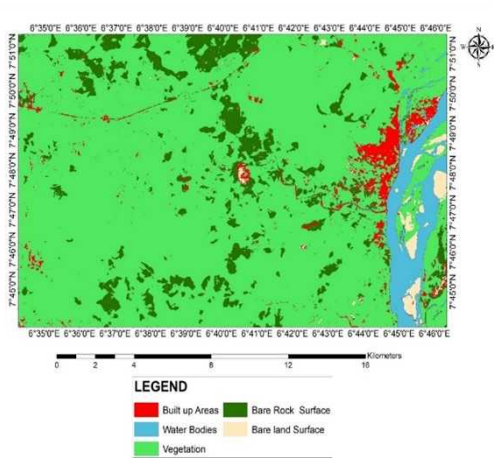 6°35'0"E 6°36'0"E 6°37'0"E 6°38'0"E 6°39'0"E 6°40'0"E 6°41'0"E 6°42'0"E 6°43'0"E 6°44'0"E 6°45'0"E 6°46'0"E
N
7°51'0"N
7°50'0"N
7°49'0"N
7°48'0"N
7°47'0"N
7°46'0"N
7°45'0"N
7°51'0"N
7°50'0"N
7°49'0"N
7°48'0"N
7°47'0"N
7°46'0"N
7°45'0"N
6°35'0"E 6°36'0"E 6°37'0"E 6°38'0"E 6°39'0"E 6°40'0"E 6°41'0"E 6°42'0"E 6°43'0"E 6°44'0"E 6°45'0"E 6°46'0"E
Kilometers
0 2 4 8 12 16
LEGEND
Built up Areas Bare Rock Surface
Water Bodies Bare land Surface
Vegetation